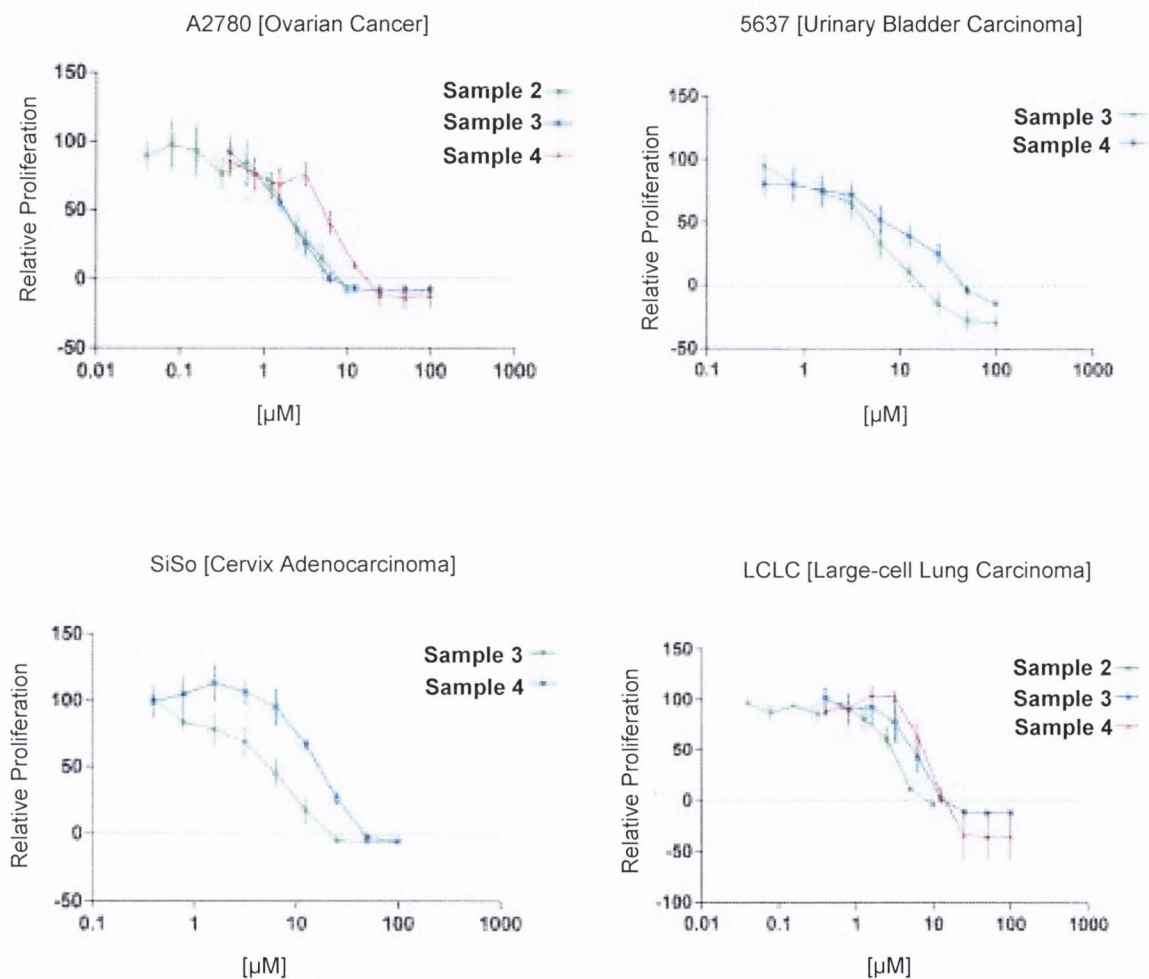 A2780 [Ovarian Cancer]
150
100
50
0
-50
0.01 0.1 1 10 100 1000
Relative Proliferation
[µM]
Sample 2
Sample 3
Sample 4
5637 [Urinary Bladder Carcinoma]
150
100
50
0
-50
0.1 1 10 100 1000
Relative Proliferation
[µM]
Sample 3
Sample 4
SiSo [Cervix Adenocarcinoma]
150
100
50
0
-50
0.1 1 10 100 1000
Relative Proliferation
[µM]
Sample 3
Sample 4
LCLC [Large-cell Lung Carcinoma]
150
100
50
0
-50
-100
0.01 0.1 1 10 100 1000
Relative Proliferation
[µM]
Sample 2
Sample 3
Sample 4